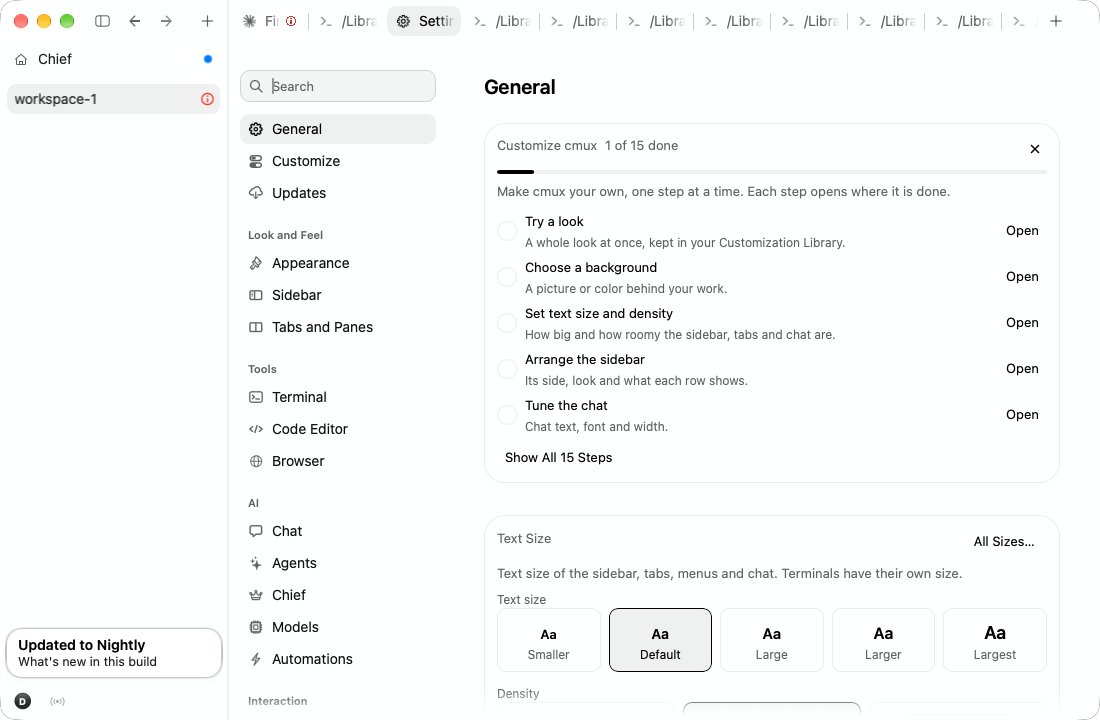 Chief
workspace-1
Updated to Nightly
What's new in this build
D
/Libra
Settin
/Libra
/Libra
/Libra
/Libra
/Libra
/Libra
/Libra
Search
General
Customize
Updates
Look and Feel
Appearance
Sidebar
Tabs and Panes
Tools
Terminal
Code Editor
Browser
AI
Chat
Agents
Chief
Models
Automations
Interaction
General
Customize cmux 1 of 15 done
Make cmux your own, one step at a time. Each step opens where it is done.
Try a look
A whole look at once, kept in your Customization Library.
Open
Choose a background
A picture or color behind your work.
Open
Set text size and density
How big and how roomy the sidebar, tabs and chat are.
Open
Arrange the sidebar
Its side, look and what each row shows.
Open
Tune the chat
Chat text, font and width.
Open
Show All 15 Steps
Text Size
All Sizes...
Text size of the sidebar, tabs, menus and chat. Terminals have their own size.
Text size
Aa Aa Aa Aa Aa
Smaller Default Large Larger Largest
Density